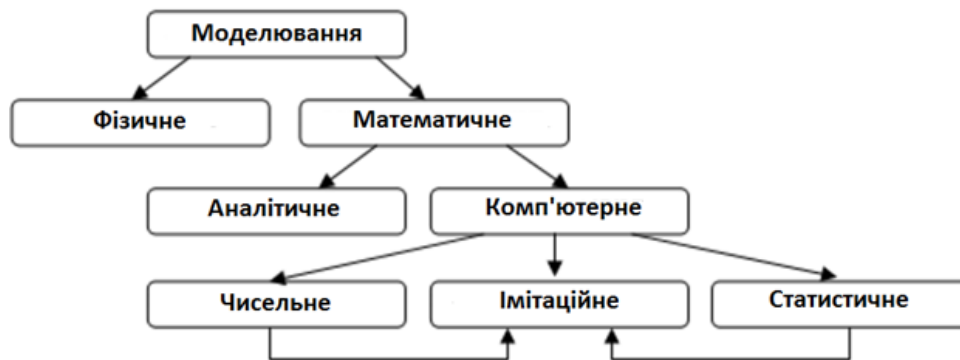 Моделювання
Фізичне
Математичне
Аналітичне
Комп'ютерне
Чисельне
Імітаційне
Статистичне